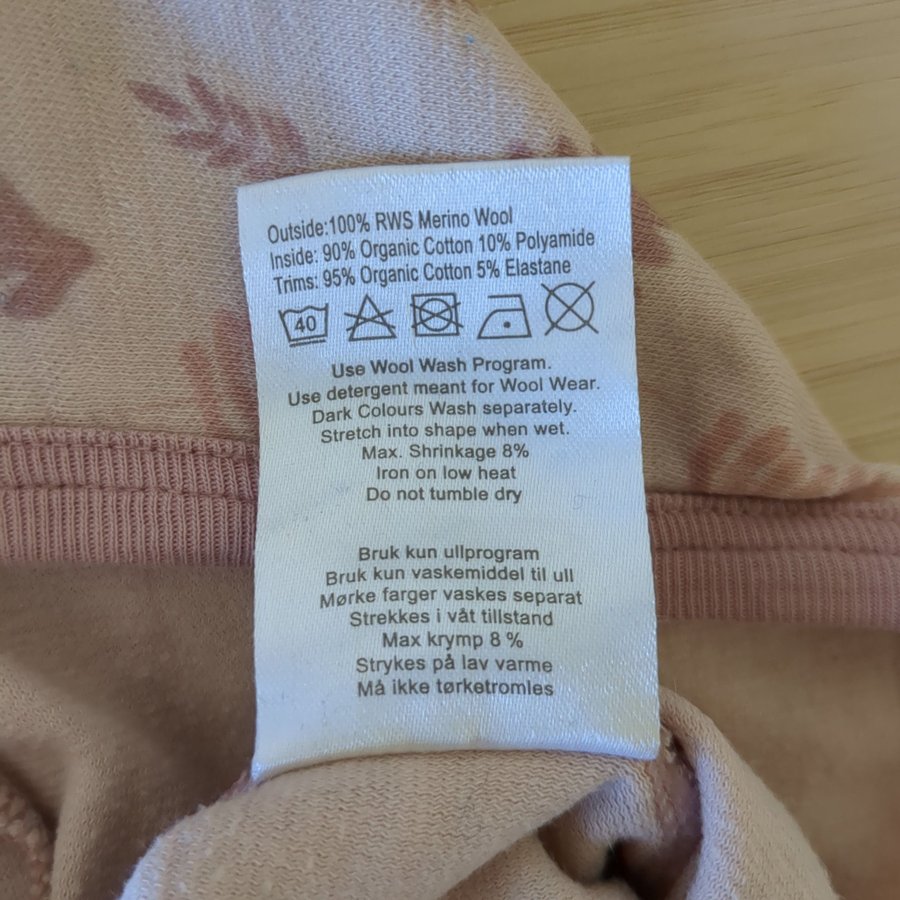 Outside:100% RWS Merino Wool
Inside: 90% Organic Cotton 10% Polyamide
Trims: 95% Organic Cotton 5% Elastane
40
Use Wool Wash Program.
Use detergent meant for Wool Wear.
Dark Colours Wash separately.
Stretch into shape when wet.
Max. Shrinkage 8%
Iron on low heat
Do not tumble dry
Bruk kun ullprogram
Bruk kun vaskemiddel til ull
Mørke farger vaskes separat
Strekkes i våt tillstand
Max krymp 8 %
Strykes på lav varme
Må ikke tørketromles